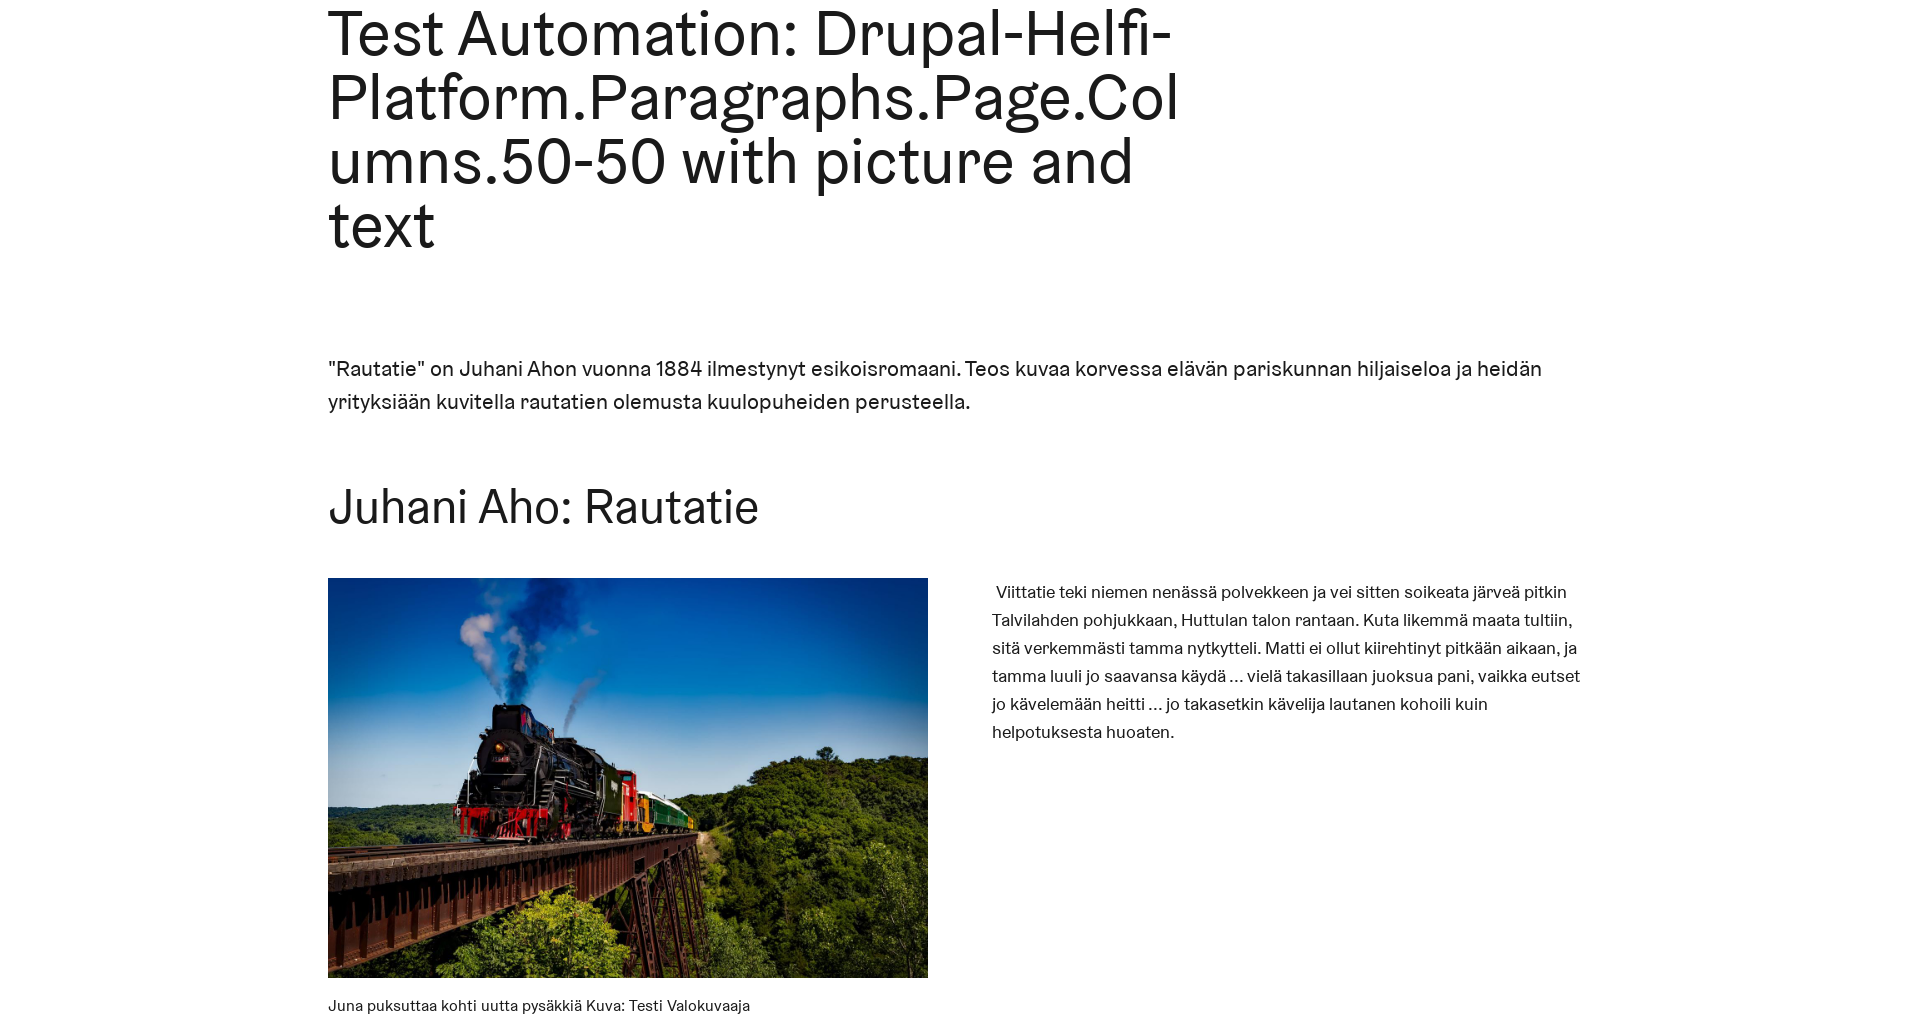 Test Automation: Drupal-Helfi-
Platform.Paragraphs.Page.Col
umns.50-50 with picture and
text
"Rautatie" on Juhani Ahon vuonna 1884 ilmestynyt esikoisromaani. Teos kuvaa korvessa elävän pariskunnan hiljaiseloa ja heidän
yrityksiään kuvitella rautatien olemusta kuulopuheiden perusteella.
Juhani Aho: Rautatie
Viittatie teki niemen nenässä polvekkeen ja vei sitten soikeata järveä pitkin
Talvilahden pohjukkaan, Huttulan talon rantaan. Kuta likemmä maata tultiin,
sitä verkemmästi tamma nytkytteli. Matti ei ollut kiirehtinyt pitkään aikaan, ja
tamma luuli jo saavansa käydä ... vielä takasillaan juoksua pani, vaikka eutset
jo kävelemään heitti ... jo takasetkin kävelija lautanen kohoili kuin
helpotuksesta huoaten.
Juna puksuttaa kohti uutta pysäkkiä Kuva: Testi Valokuvaaja